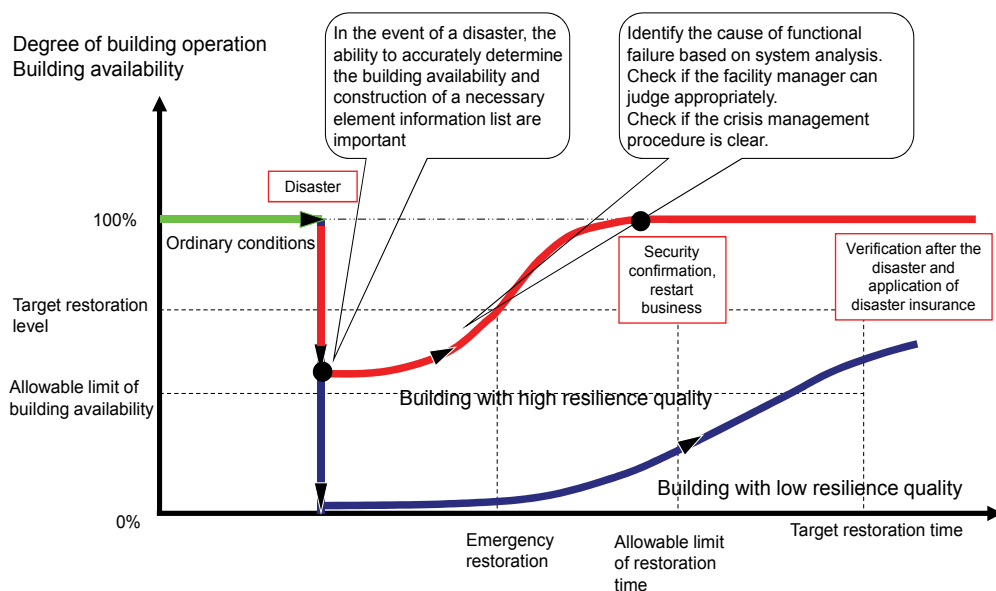 Degree of building operation
Building availability
In the event of a disaster, the
ability to accurately determine
the building availability and
construction of a necessary
element information list are
important
Identify the cause of functional
failure based on system analysis.
Check if the facility manager can
judge appropriately.
Check if the crisis management
procedure is clear.
Disaster
100%
Ordinary conditions
Security
confirmation,
restart
business
Verification after the
disaster and
application of
disaster insurance
Target restoration
level
Allowable limit of
building availability
Building with high resilience quality
Building with low resilience quality
0%
Emergency
restoration
Allowable limit
of restoration
time
Target restoration time